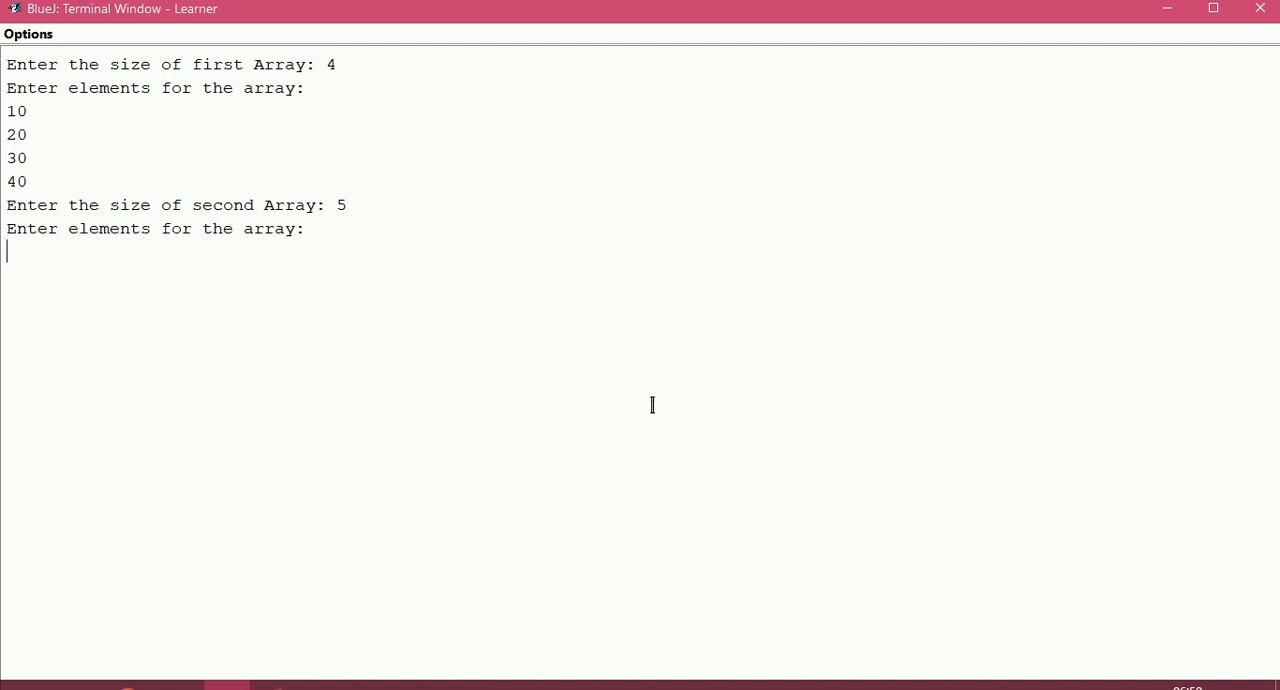 BlueJ: Terminal Window - Learner
Options
Enter the size of first Array: 4
Enter elements for the array:
10
20
30
40
Enter the size of second Array: 5
Enter elements for the array: